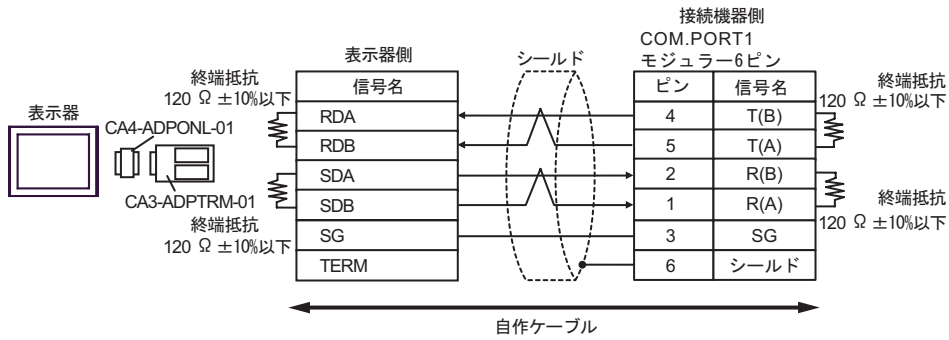 接続機器側
COM.PORT1
モジュラー6ピン
表示器側
シールド
終端抵抗
120 Ω ±10%以下
信号名
ピン 信号名
終端抵抗
120 Ω ±10%以下
表示器
CA4-ADPONL-01
CA3-ADPTRM-01
RDA 4 T(B)
RDB 5 T(A)
SDA 2 R(B)
SDB 1 R(A)
SG 3 SG
TERM 6 シールド
終端抵抗
120 Ω ±10%以下
終端抵抗
120 Ω ±10%以下
自作ケーブル